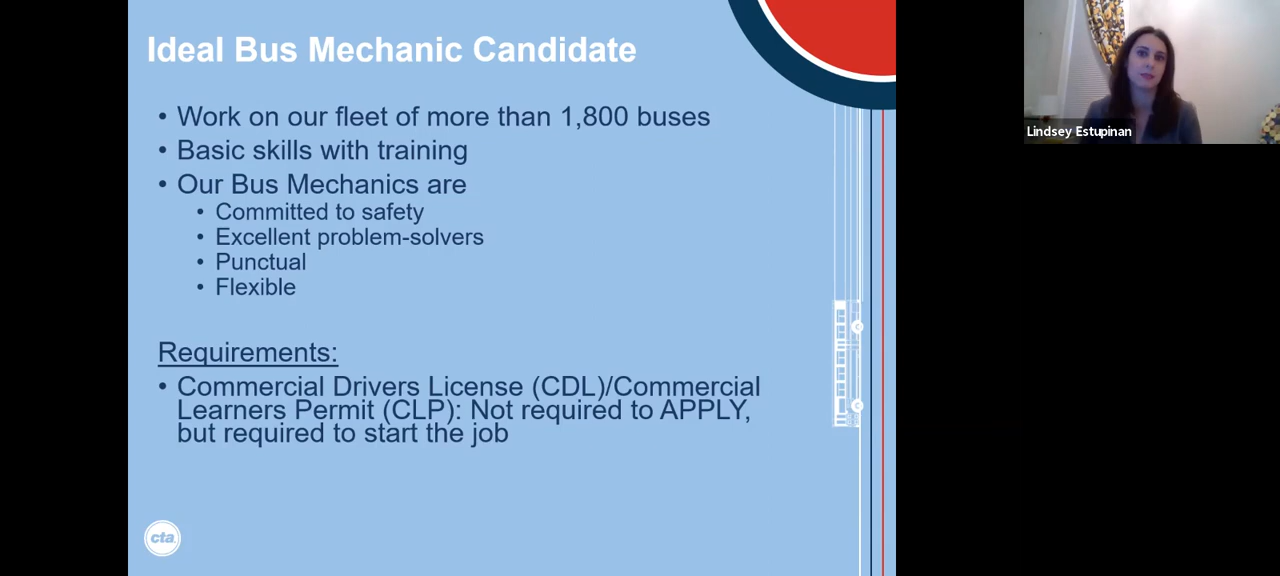 Ideal Bus Mechanic Candidate
• Work on our fleet of more than 1,800 buses
• Basic skills with training
• Our Bus Mechanics are
• Committed to safety
• Excellent problem-solvers
• Punctual
• Flexible
Requirements:
• Commercial Drivers License (CDL)/Commercial
Learners Permit (CLP): Not required to APPLY,
but required to start the job
cta
Lindsey Estupinan